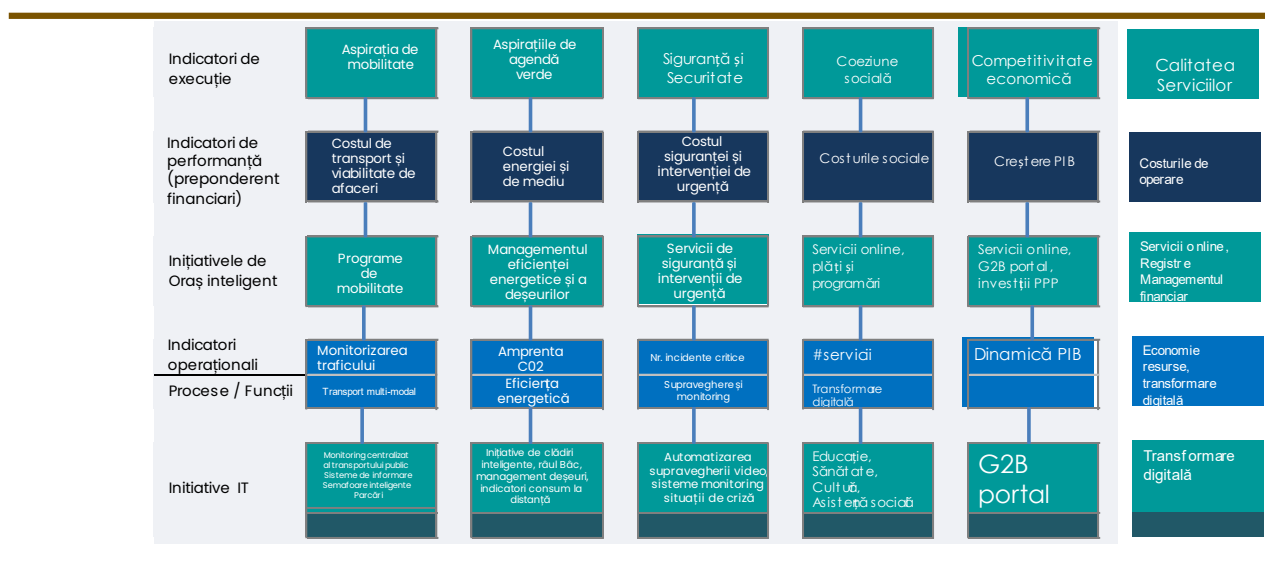 Indicatori de
execuție
Aspirația de
mobilitate
Aspirațiile de
agendă
verde
Siguranță și
Securitate
Coeziune
socială
Competitivitate
economică
Calitatea
Serviciilor
Indicatori de
performanță
(preponderent
financiari)
Costul de
transport și
viabilitate de
afaceri
Costul
energiei și
de mediu
Costul
siguranței și
intervenției de
urgență
Costurile sociale
Creștere PIB
Costurile de
operare
Inițiativele de
Oraș inteligent
Programe
de
mobilitate
Managementul
eficienței
energetice și a
deșeurilor
Servicii de
siguranță și
intervenții de
urgență
Servicii online,
plăți și
programări
Servicii online,
G2B portal,
investiții PPP
Servicii online,
Registre
Managementul
financiar
Indicatori
operaționali
Monitorizarea
traficului
Amprenta
C02
Nr. incidente critice
#servicii
Dinamică PIB
Economie
resurse,
transformare
digitală
Procese / Funcții
Transport multi-modal
Eficiența
energetică
Supraveghere și
monitoring
Transformare
digitală
Initiative IT
Monitoring centralizat
al transportului public
Sisteme de informare
Semafoare inteligente
Parcări
Inițiative de clădiri
inteligente, râul Bâc,
management deșeuri,
indicatori consum la
distanță
Automatizarea
supravegherii video,
sisteme monitoring
situații de criză
Educație,
Sănătate,
Cultură,
Asistență socială
G2B
portal
Transformare
digitală